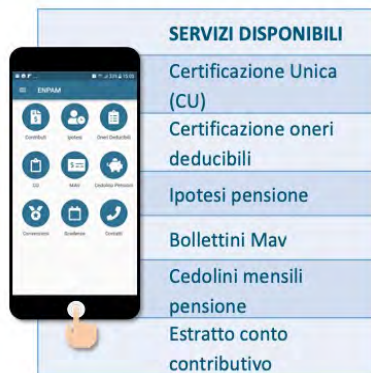 SERVIZI DISPONIBILI
Certificazione Unica
(CU)
Certificazione oneri
deducibili
Ipotesi pensione
Bollettini Mav
Cedolini mensili
pensione
Estratto conto
contributivo
ENPAM
Contributi
Ipotesi
Oneri Deducibili
CU
MAV
Cedolino Pensioni
Convenzioni
Scadenze
Contatti